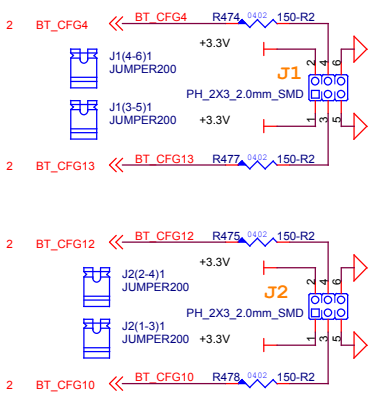 2 BT_CFG4 BT_CFG4 R474 0402 150-R2
+3.3V
J1(4-6)1
JUMPER200
J1
2 4 6
PH_2X3_2.0mm_SMD
J1(3-5)1
JUMPER200
+3.3V
1 3 5
2 BT_CFG13 BT_CFG13 R477 0402 150-R2
2 BT_CFG12 BT_CFG12 R475 0402 150-R2
+3.3V
J2(2-4)1
JUMPER200
J2
2 4 6
PH_2X3_2.0mm_SMD
J2(1-3)1
JUMPER200
+3.3V
1 3 5
2 BT_CFG10 BT_CFG10 R478 0402 150-R2